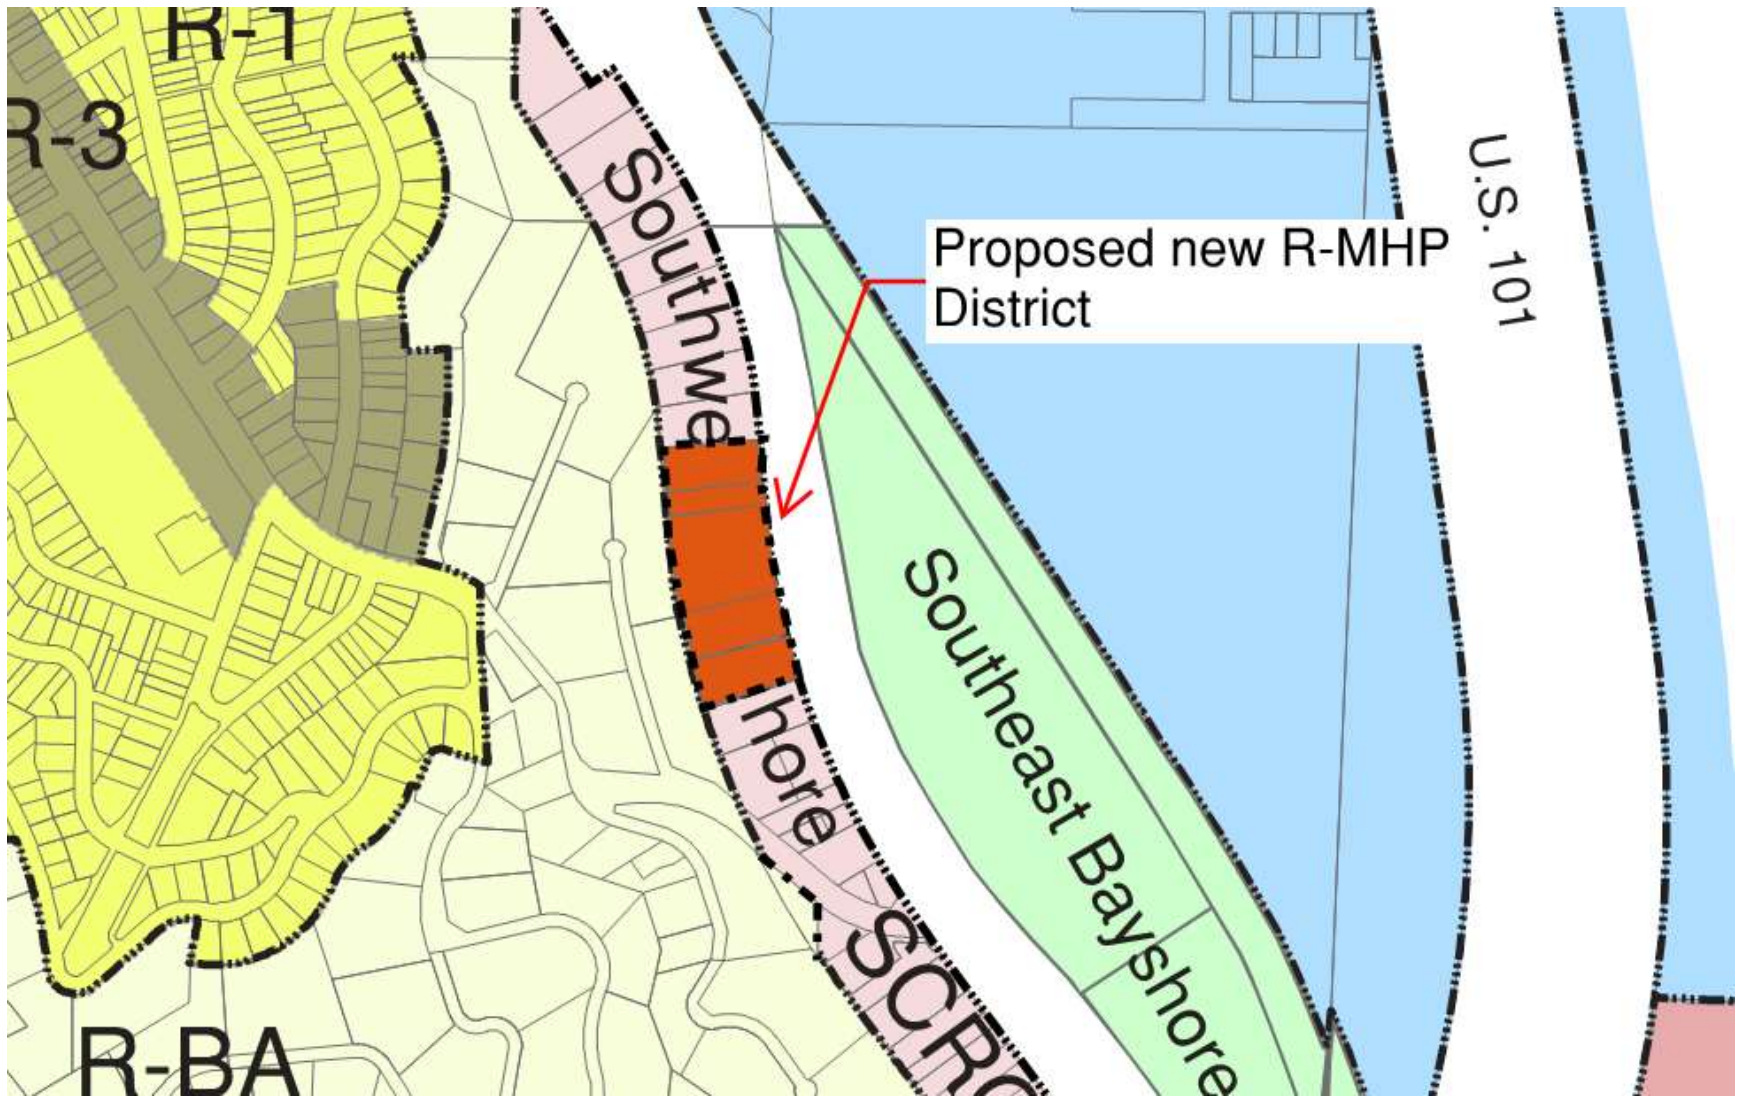 R-1
R-3
U.S. 101
Proposed new R-MHP
District
Southwe
hore
Southeast Bayshore
SCRO
R-BA